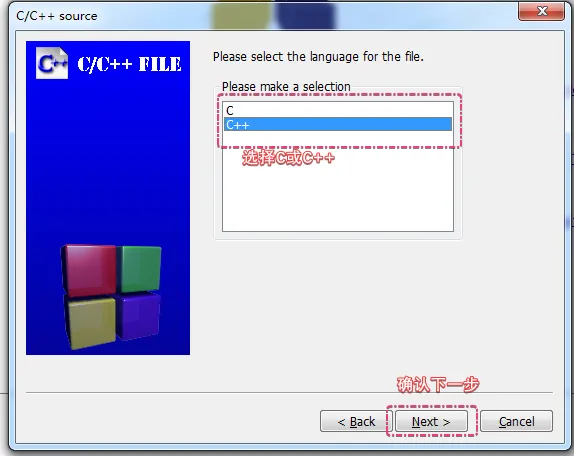 C/C++ source
C++
C/C++ FILE
Please select the language for the file.
Please make a selection
C
C++
选择C或C++
确认下一步
< Back
Next >
Cancel